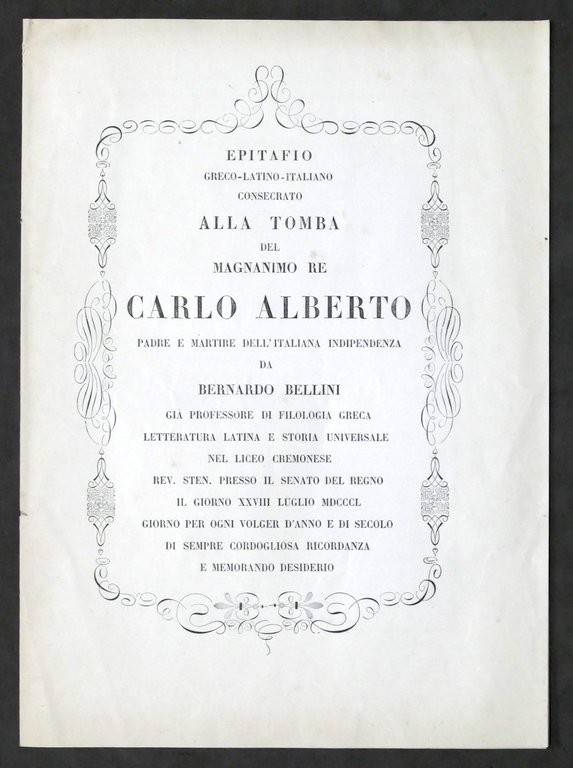 EPITAFIO
GRECO-LATINO-ITALIANO
CONSECRATO
ALLA TOMBA
DEL
MAGNANIMO RE
CARLO ALBERTO
PADRE E MARTIRE DELL'ITALIANA INDIPENDENZA
DA
BERNARDO BELLINI
GIÀ PROFESSORE DI FILOLOGIA GRECA
LETTERATURA LATINA E STORIA UNIVERSALE
NEL LICEO CREMONESE
REV. STEN. PRESSO IL SENATO DEL REGNO
IL GIORNO XXVIII LUGLIO MDCCCL
GIORNO PER OGNI VOLGER D'ANNO E DI SECOLO
DI SEMPRE CORDOGLIOSA RICORDANZA
E MEMORANDO DESIDERIO